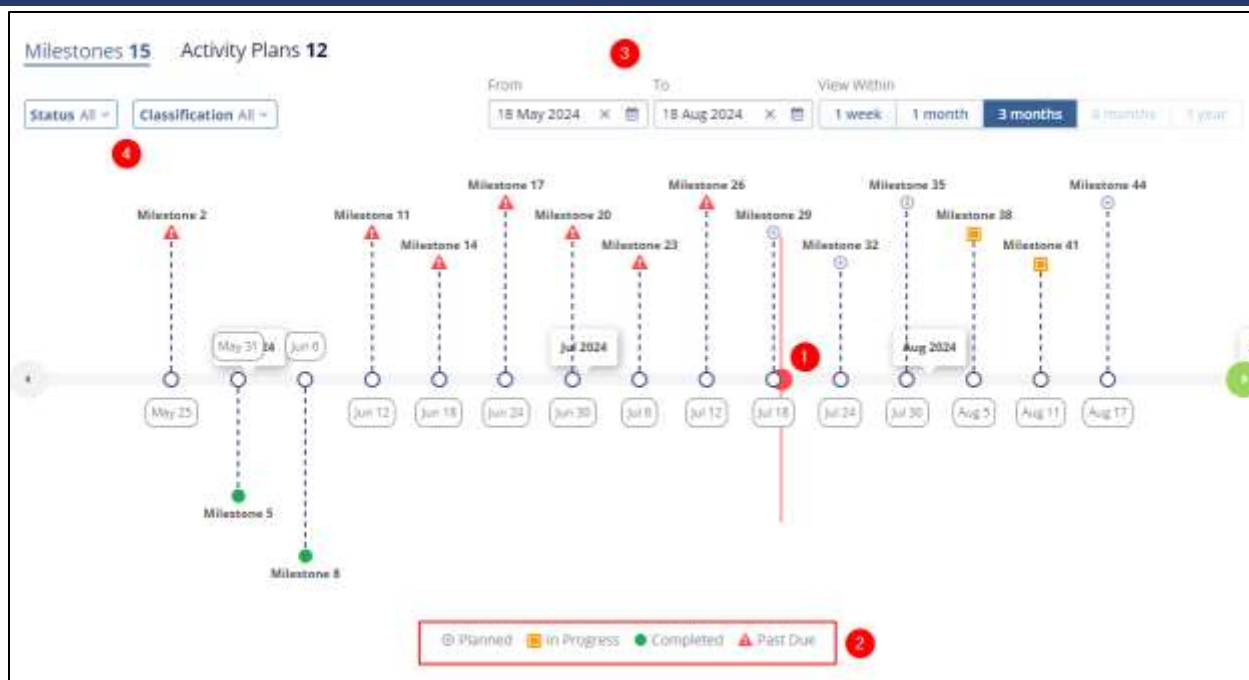 Milestones 15 Activity Plans 12
3
From To View Within
Status All Classification All
18 May 2024 18 Aug 2024 1 week 1 month 3 months 6 months 1 year
4
Milestone 17 Milestone 26 Milestone 35 Milestone 44
Milestone 2 Milestone 11 Milestone 20 Milestone 29 Milestone 38
Milestone 14 Milestone 23 Milestone 32 Milestone 41
May 31 Jun 6 Jul 2024 Aug 2024
1
May 25 Jun 12 Jun 18 Jun 24 Jun 30 Jul 6 Jul 12 Jul 18 Jul 24 Jul 30 Aug 5 Aug 11 Aug 17
Milestone 5
Milestone 8
Planned In Progress Completed Past Due 2